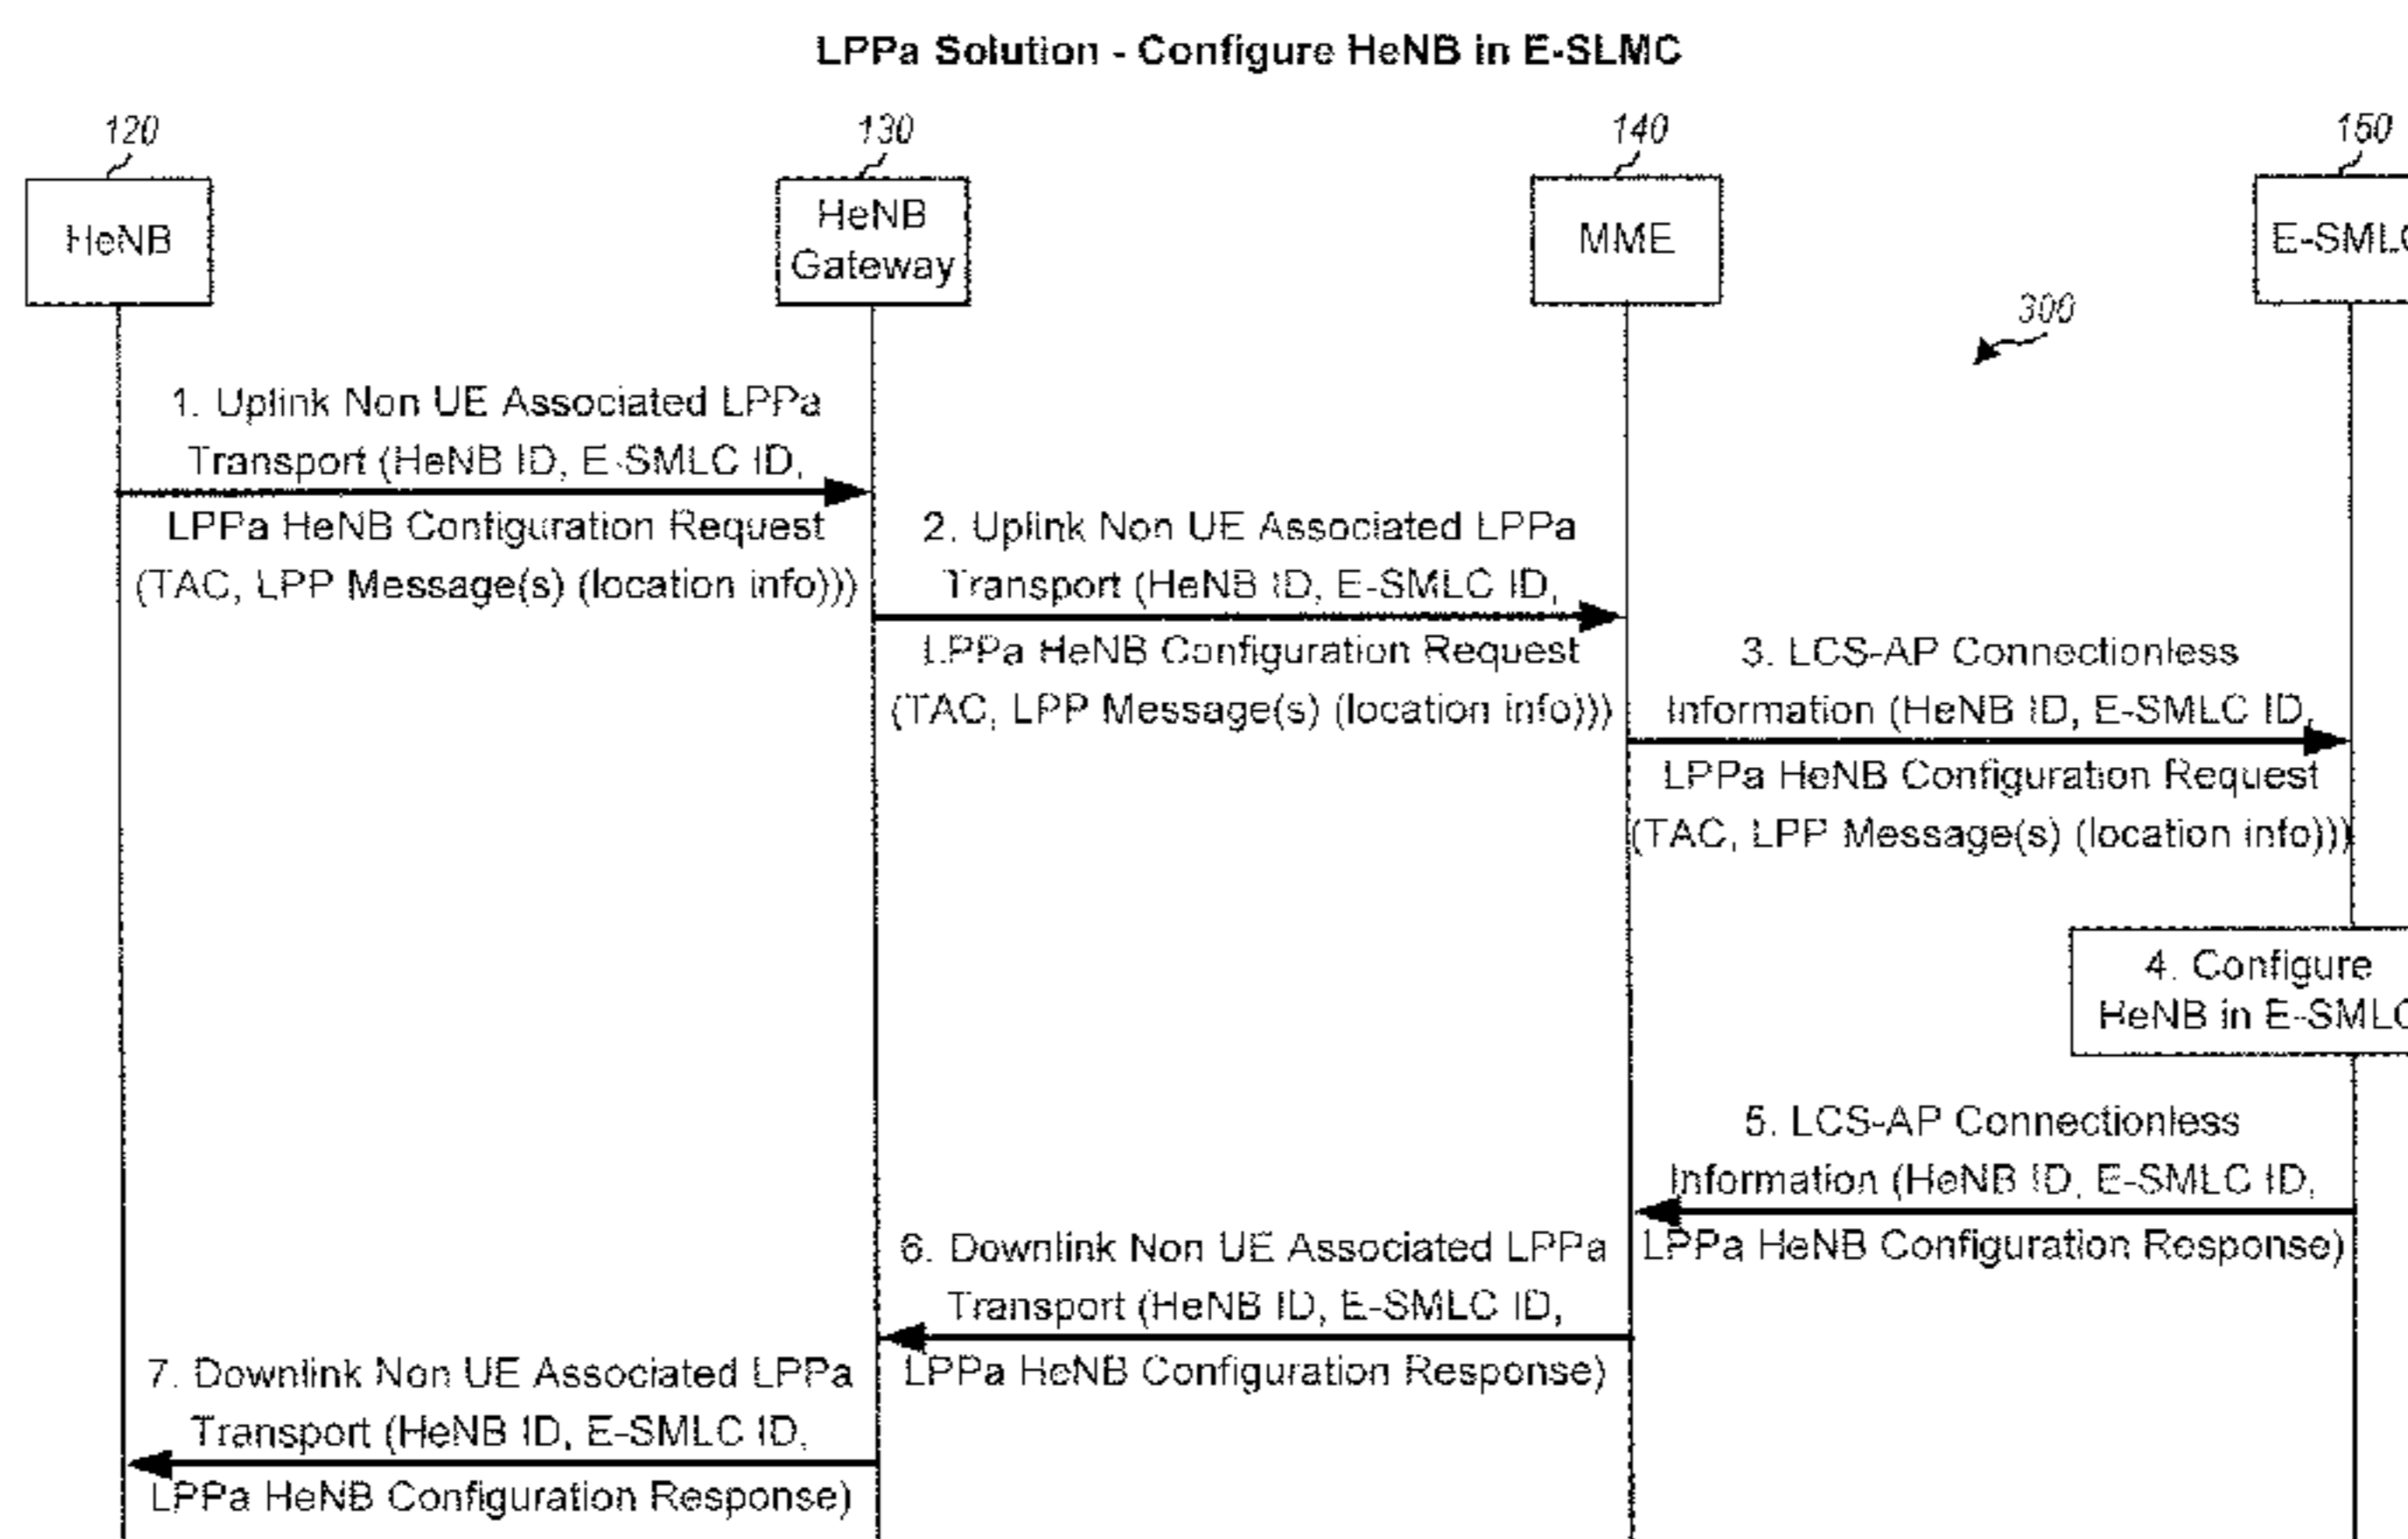 LPPa Solution - Configure HeNB in E-SLMC
120
130
140
150
HeNB
HeNB
Gateway
MME
E-SMLC
300
1. Uplink Non UE Associated LPPa
Transport (HeNB ID, E-SMLC ID,
LPPa HeNB Configuration Request
(TAC, LPP Message(s) (location info)))
2. Uplink Non UE Associated LPPa
Transport (HeNB ID, E-SMLC ID,
LPPa HeNB Configuration Request
(TAC, LPP Message(s) (location info)))
3. LCS-AP Connectionless
Information (HeNB ID, E-SMLC ID,
LPPa HeNB Configuration Request
(TAC, LPP Message(s) (location info)))
4. Configure
HeNB in E-SMLC
5. LCS-AP Connectionless
Information (HeNB ID, E-SMLC ID,
LPPa HeNB Configuration Response)
6. Downlink Non UE Associated LPPa
Transport (HeNB ID, E-SMLC ID,
LPPa HeNB Configuration Response)
7. Downlink Non UE Associated LPPa
Transport (HeNB ID, E-SMLC ID,
LPPa HeNB Configuration Response)